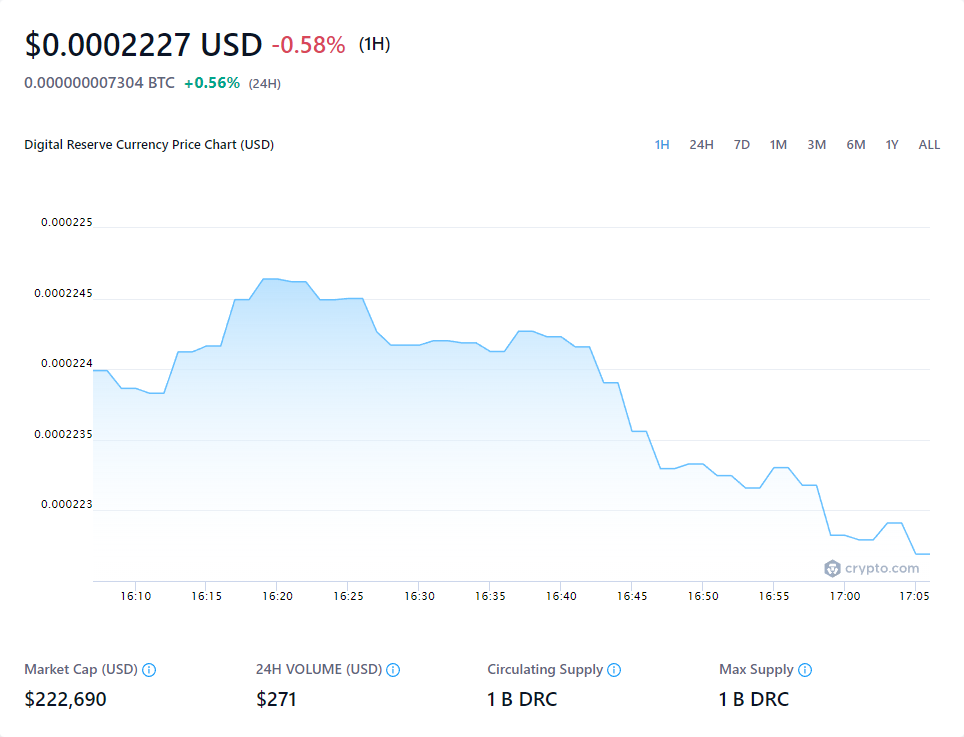 $0.0002227 USD -0.58% (1H)
0.000000007304 BTC +0.56% (24H)
Digital Reserve Currency Price Chart (USD) 1H 24H 7D 1M 3M 6M 1Y ALL
0.000225
0.0002245
0.000224
0.0002235
0.000223
crypto.com
16:10 16:15 16:20 16:25 16:30 16:35 16:40 16:45 16:50 16:55 17:00 17:05
Market Cap (USD) 24H VOLUME (USD) Circulating Supply Max Supply
$222,690 $271 1 B DRC 1 B DRC